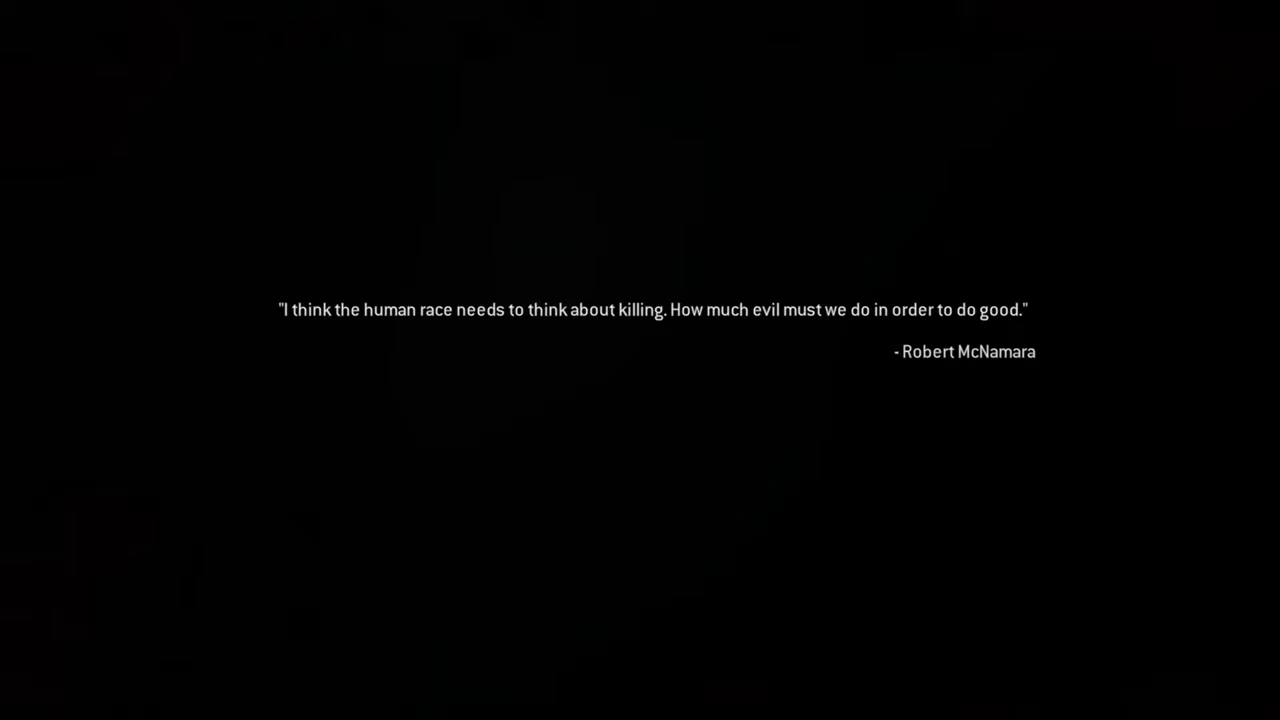 "I think the human race needs to think about killing. How much evil must we do in order to do good."
- Robert McNamara